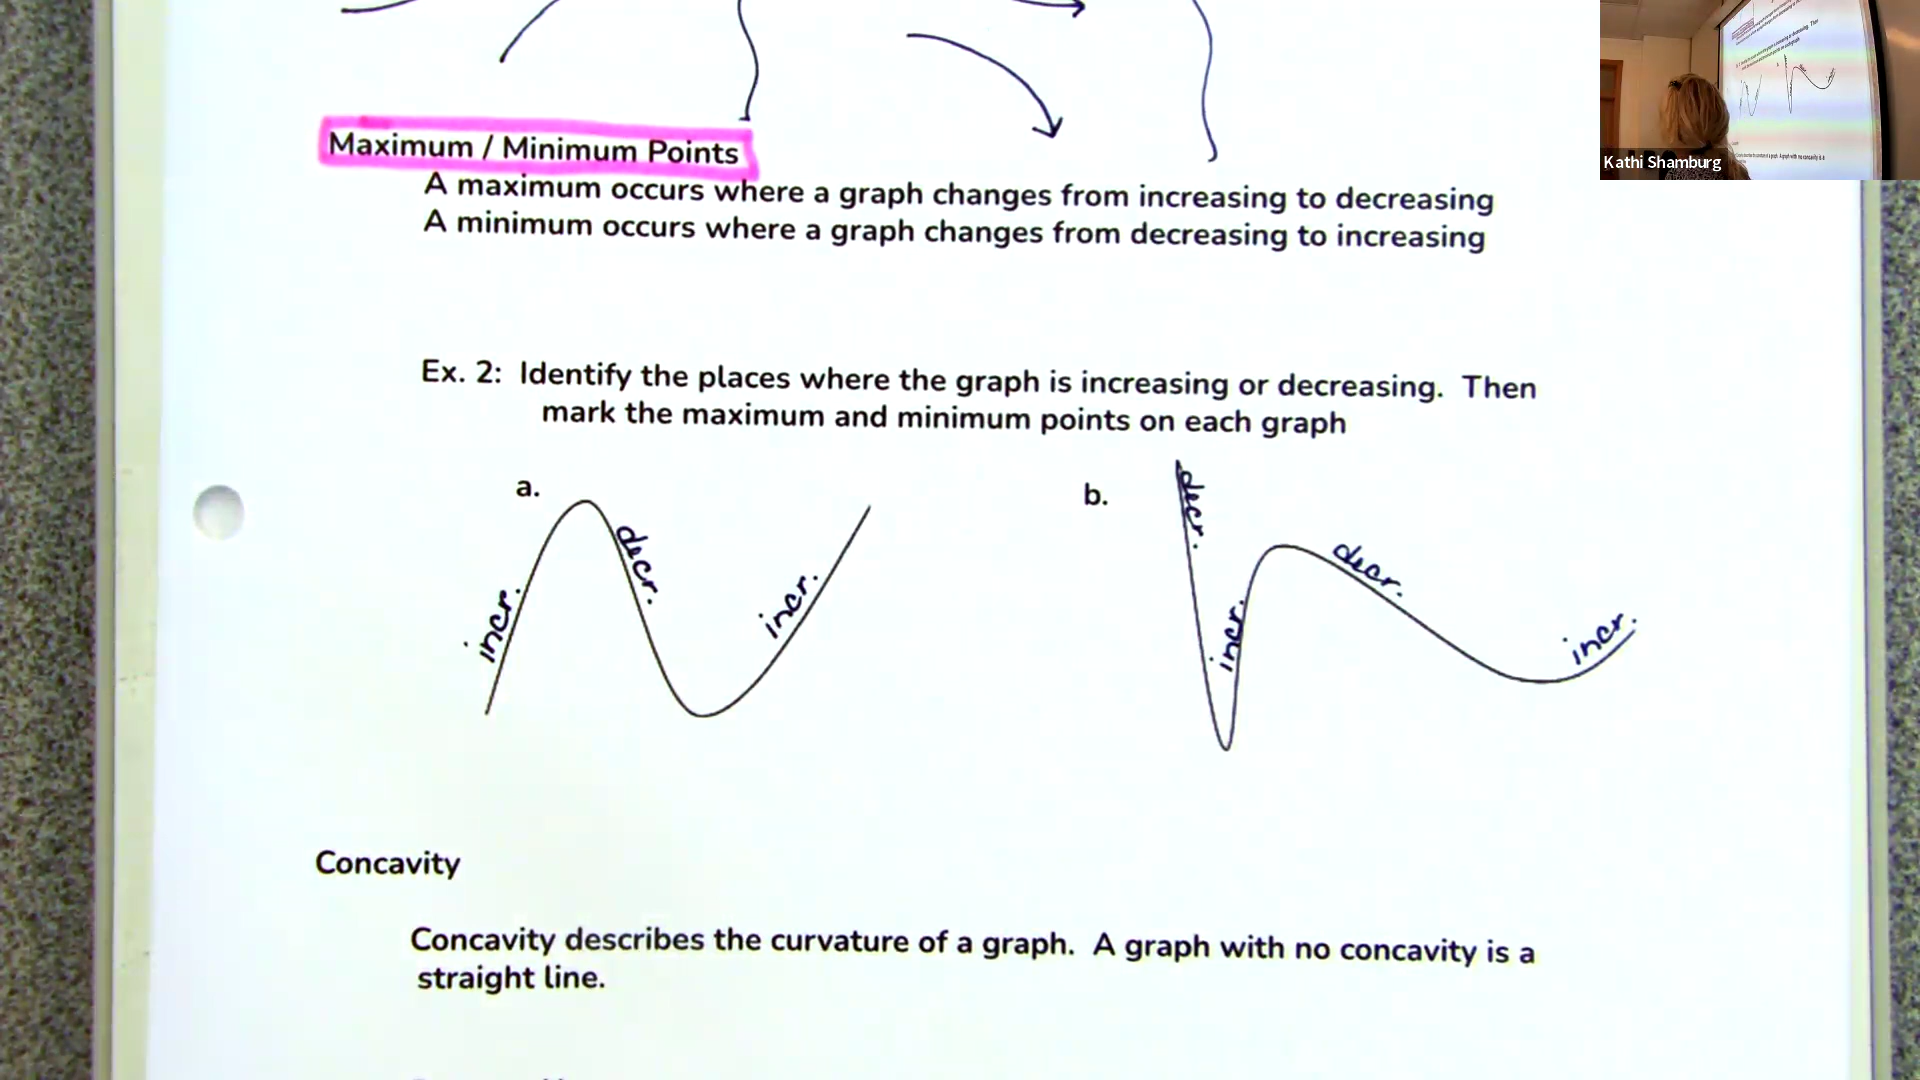 Maximum / Minimum Points
A maximum occurs where a graph changes from increasing to decreasing
A minimum occurs where a graph changes from decreasing to increasing
Ex. 2: Identify the places where the graph is increasing or decreasing. Then
mark the maximum and minimum points on each graph
a.
incr.
decr.
incr.
b.
decr.
incr.
decr.
incr.
Concavity
Concavity describes the curvature of a graph. A graph with no concavity is a
straight line.
Kathi Shamburg